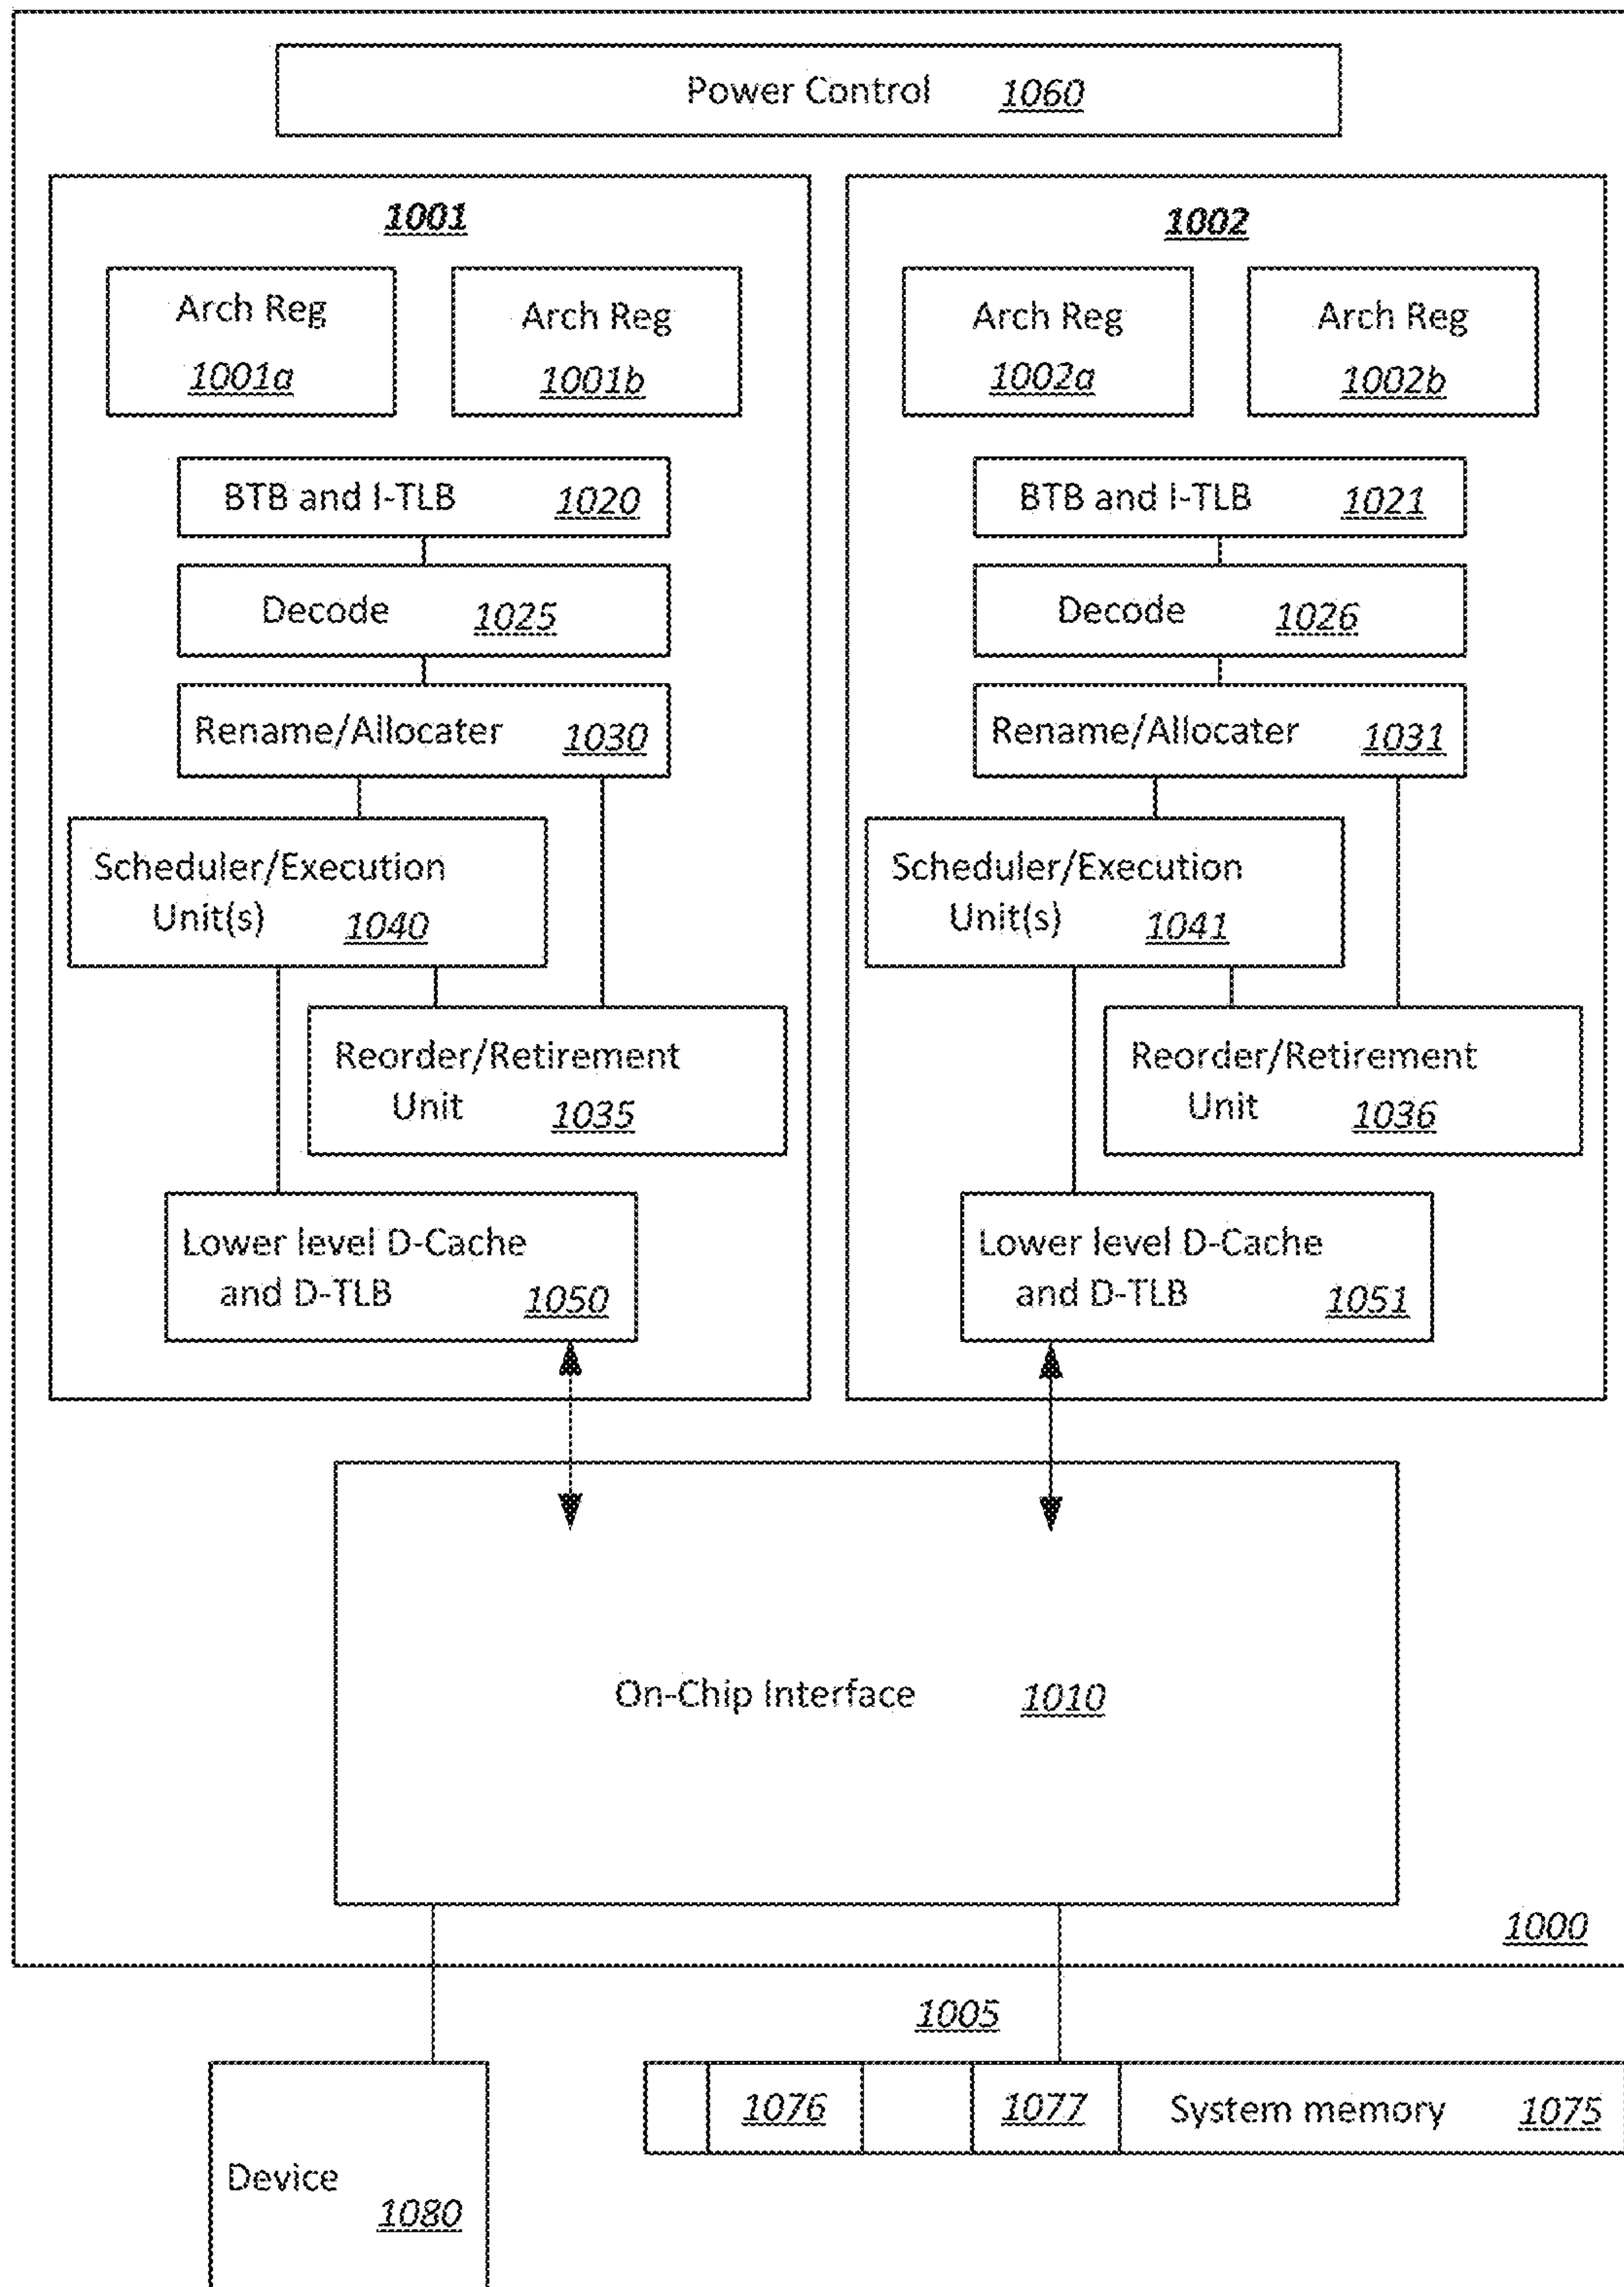 Power Control 1060
1001
Arch Reg
1001a
Arch Reg
1001b
BTB and I-TLB 1020
Decode 1025
Rename/Allocater 1030
Scheduler/Execution
Unit(s) 1040
Reorder/Retirement
Unit 1035
Lower level D-Cache
and D-TLB 1050
1002
Arch Reg
1002a
Arch Reg
1002b
BTB and I-TLB 1021
Decode 1026
Rename/Allocater 1031
Scheduler/Execution
Unit(s) 1041
Reorder/Retirement
Unit 1036
Lower level D-Cache
and D-TLB 1051
On-Chip Interface 1010
1000
1005
1076 1077 System memory 1075
Device
1080